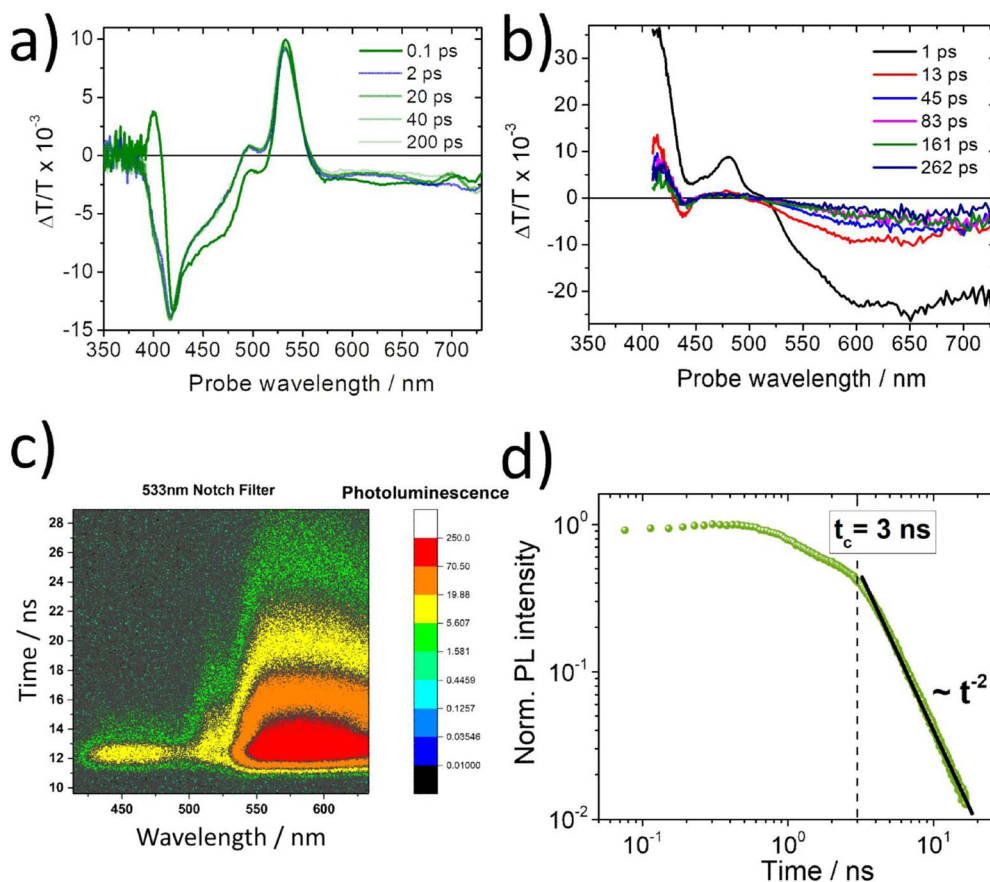 a)
ΔT/T x 10⁻³
10
5
0
-5
-10
-15
0.1 ps
2 ps
20 ps
40 ps
200 ps
350 400 450 500 550 600 650 700
Probe wavelength / nm
b)
ΔT/T x 10⁻³
30
20
10
0
-10
-20
1 ps
13 ps
45 ps
83 ps
161 ps
262 ps
350 400 450 500 550 600 650 700
Probe wavelength / nm
c)
533nm Notch Filter
Photoluminescence
Time / ns
28
26
24
22
20
18
16
14
12
10
450 500 550 600
Wavelength / nm
250.0
70.50
19.88
5.607
1.581
0.4459
0.1257
0.03546
0.01000
d)
Norm. PL intensity
10⁰
10⁻¹
10⁻²
t_c = 3 ns
~ t⁻²
10⁻¹ 10⁰ 10¹
Time / ns